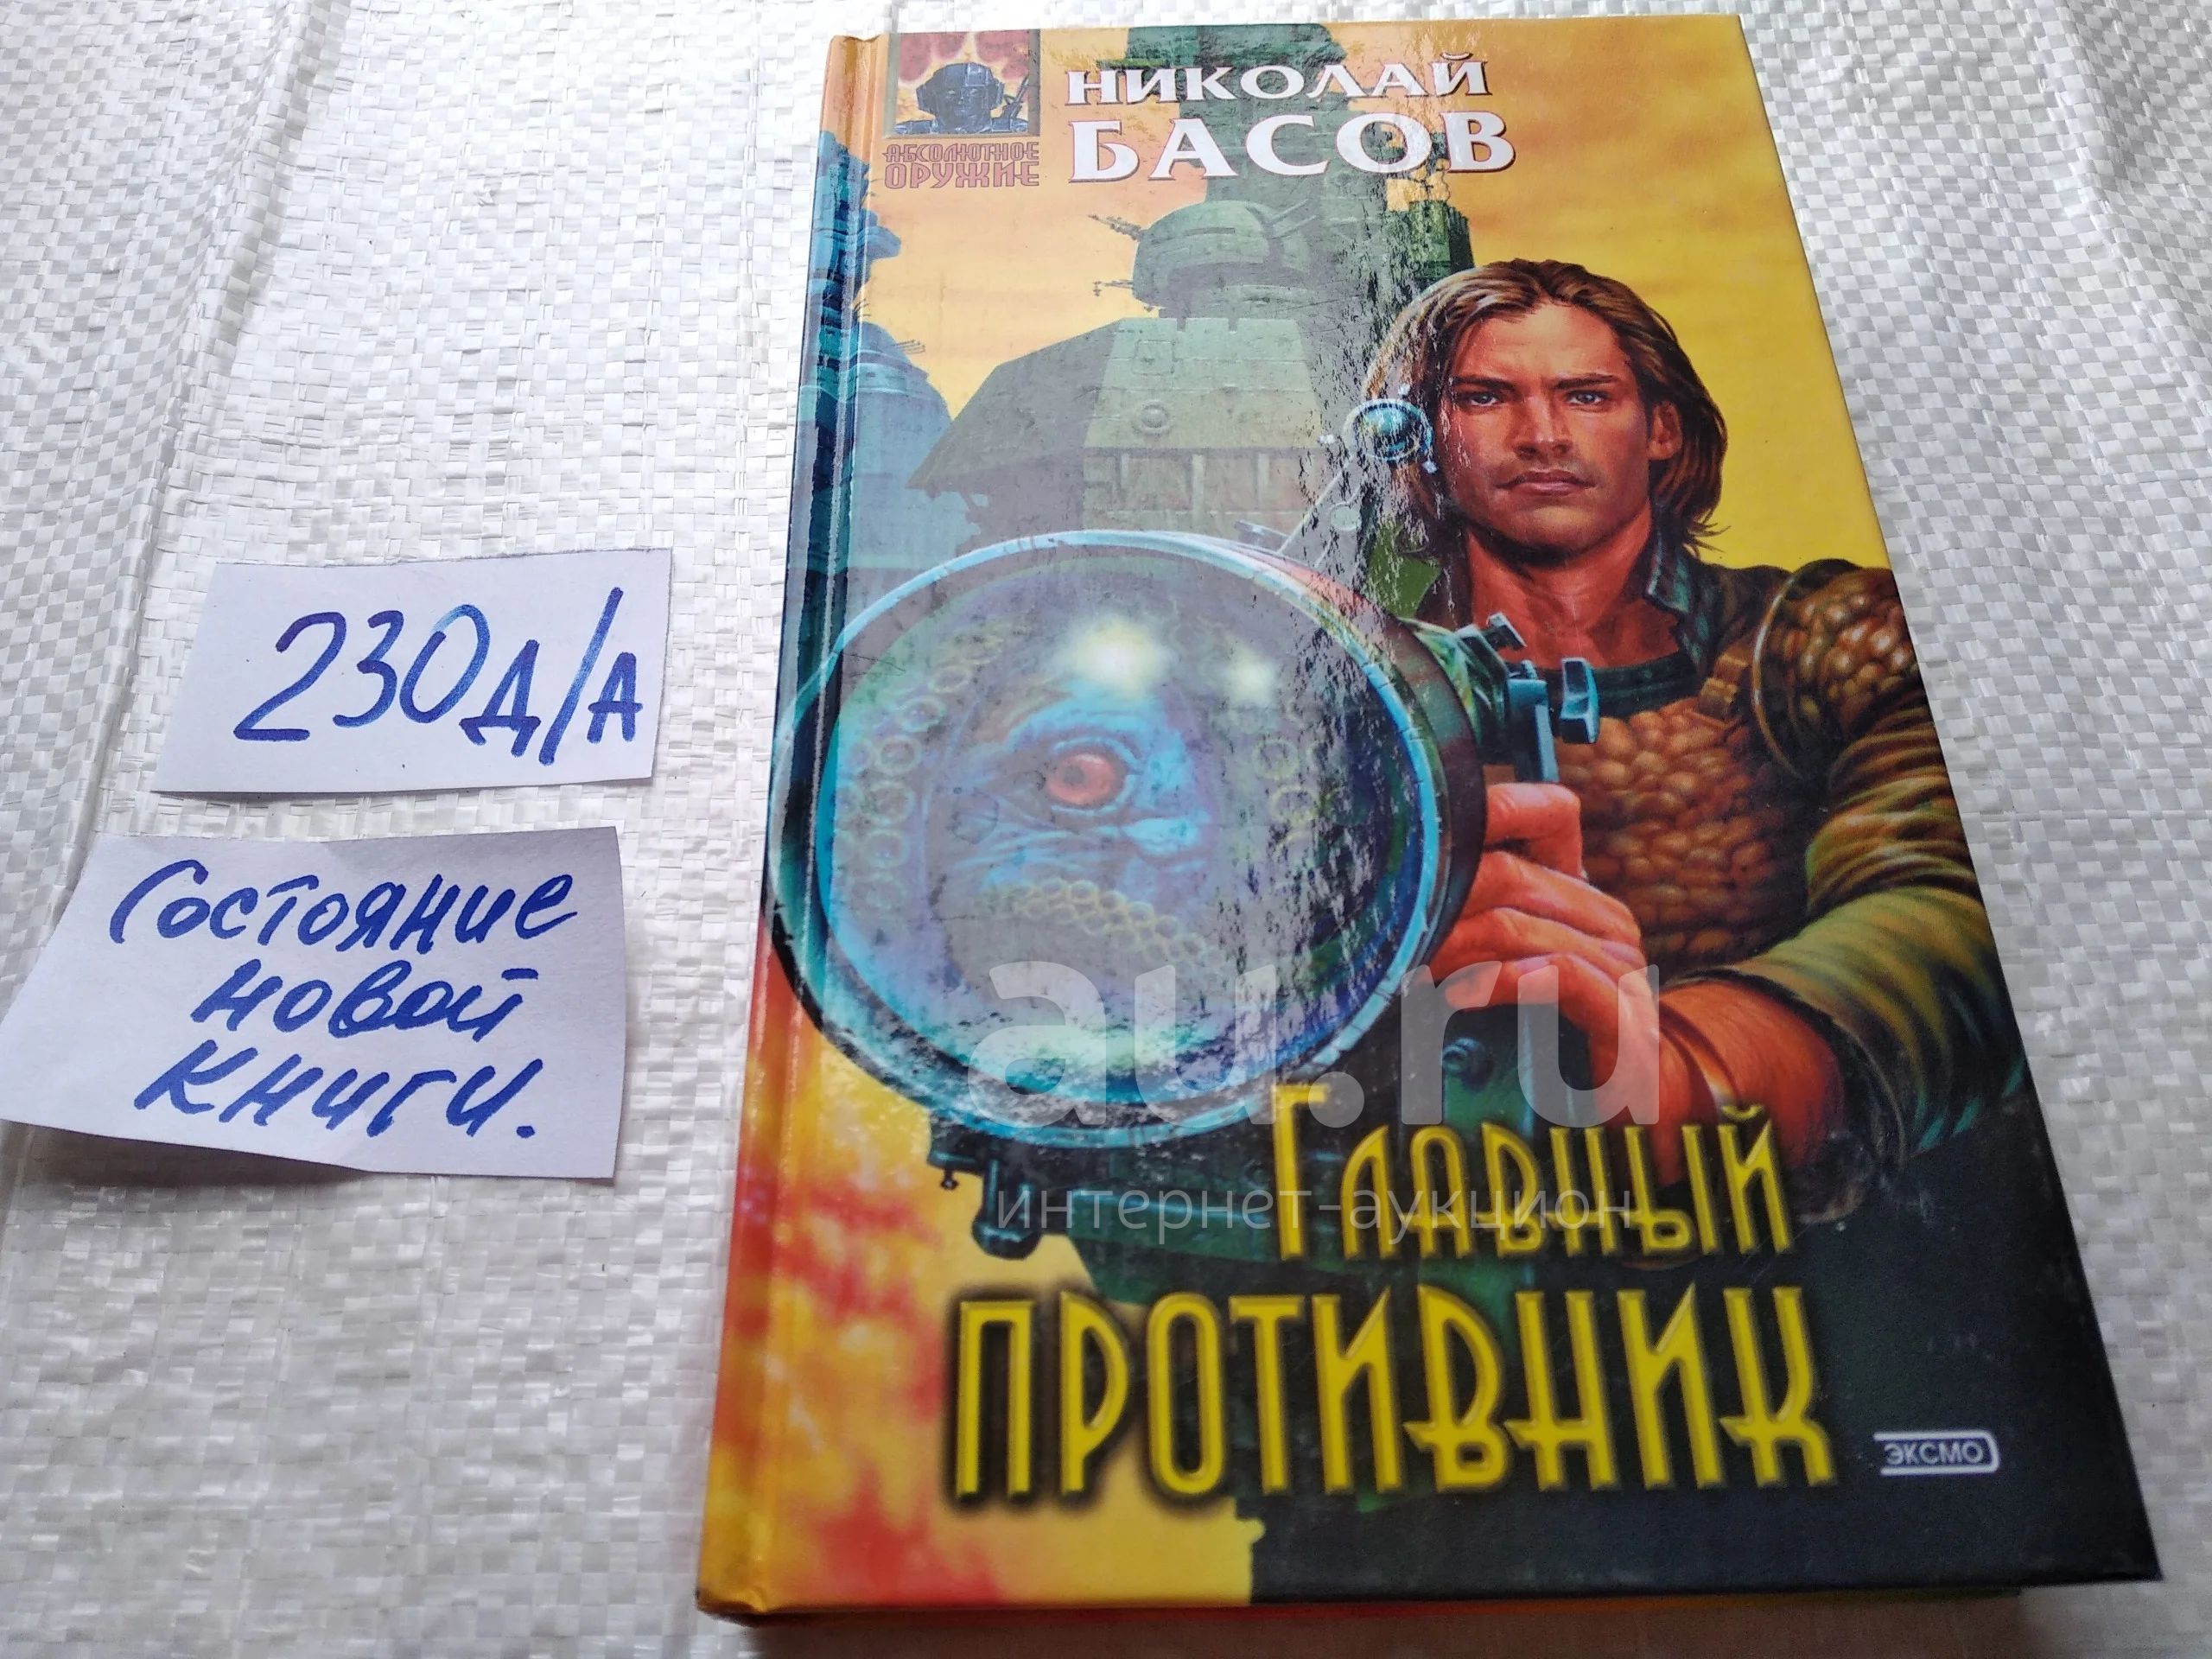 НИКОЛАЙ
БАСОВ
АБСОЛЮТНОЕ
ОРУЖИЕ
230д/А
Состояние
новой
книги.
au.ru
интернет-аукцион
ГЛАВНЫЙ
ПРОТИВНИК
ЭКСМО